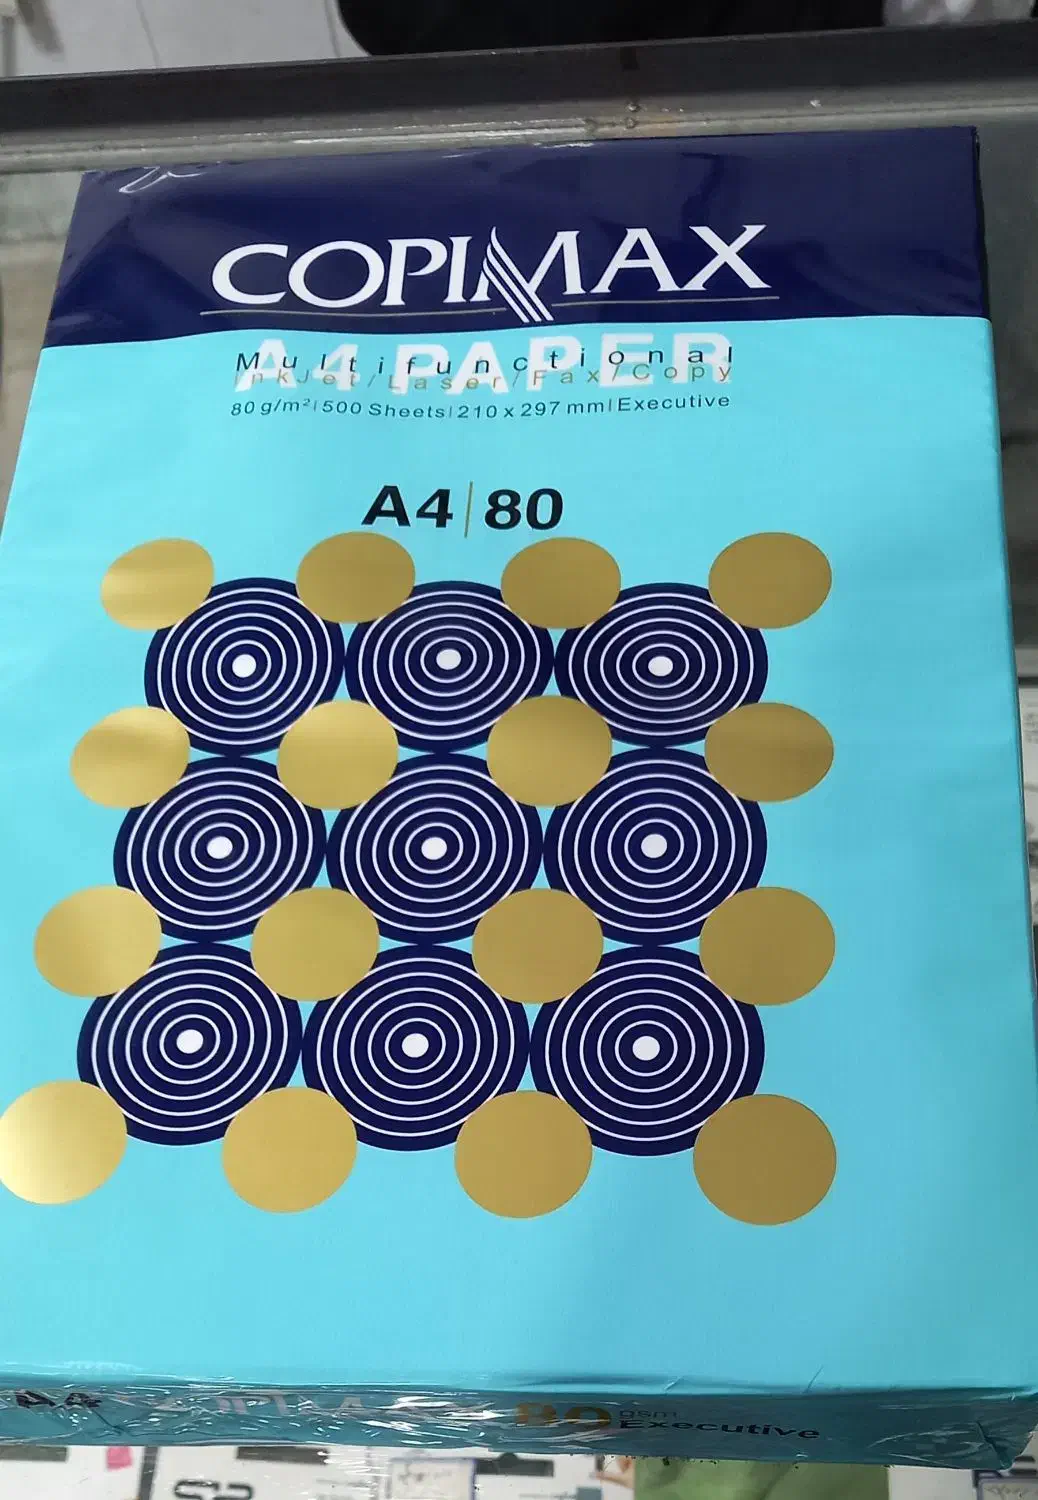 COPIMAX
A4 PAPER
Multifunctional
InkJet/Laser/Fax/Copy
80 g/m²|500 Sheets|210 x 297 mm|Executive
A4|80
80 gsm
Executive